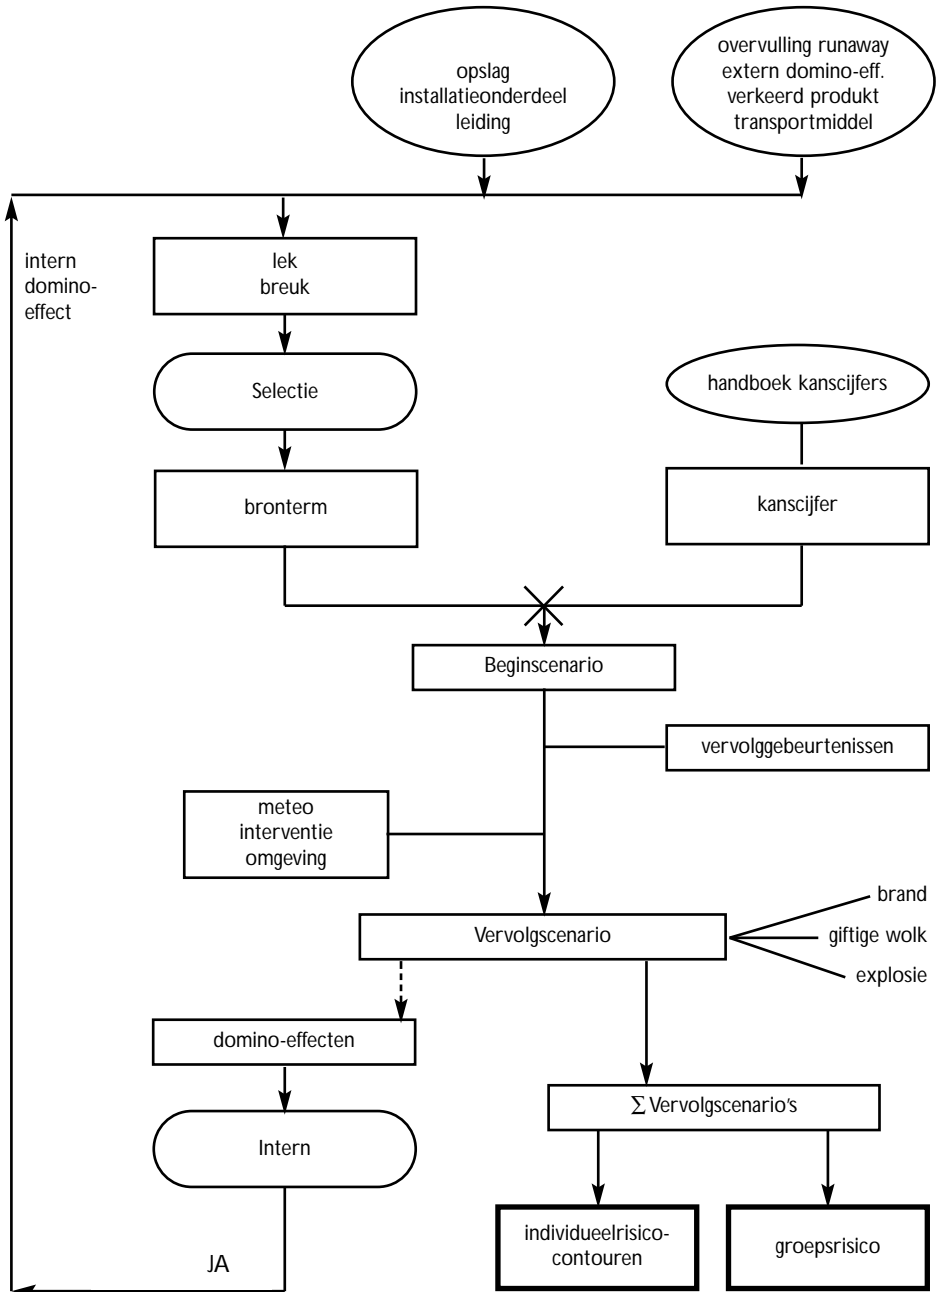 opslag
installatieonderdeel
leiding
overvulling runaway
extern domino-eff.
verkeerd produkt
transportmiddel
intern
domino-
effect
lek
breuk
Selectie
handboek kanscijfers
bronterm
kanscijfer
Beginscenario
vervolggebeurtenissen
meteo
interventie
omgeving
Vervolgscenario
brand
giftige wolk
explosie
domino-effecten
∑ Vervolgscenario's
Intern
individueelrisico-
contouren
groepsrisico
JA